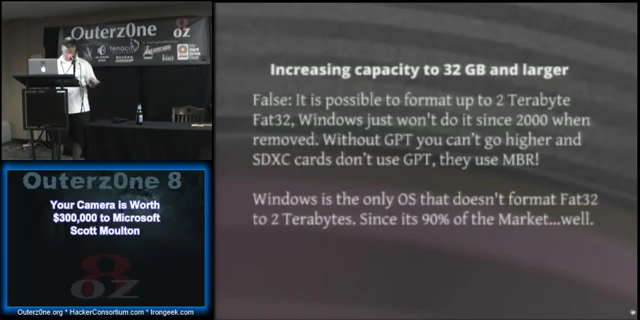 Outerz0ne 8
tenacity
OZ
Increasing capacity to 32 GB and larger
False: It is possible to format up to 2 Terabyte
Fat32, Windows just won't do it since 2000 when
removed. Without GPT you can't go higher and
SDXC cards don't use GPT, they use MBR!
Windows is the only OS that doesn't format Fat32
to 2 Terabytes. Since its 90% of the Market...well.
Outerz0ne 8
Your Camera is Worth
$300,000 to Microsoft
Scott Moulton
8
OZ
Outerz0ne.org * HackerConsortium.com * Irongeek.com